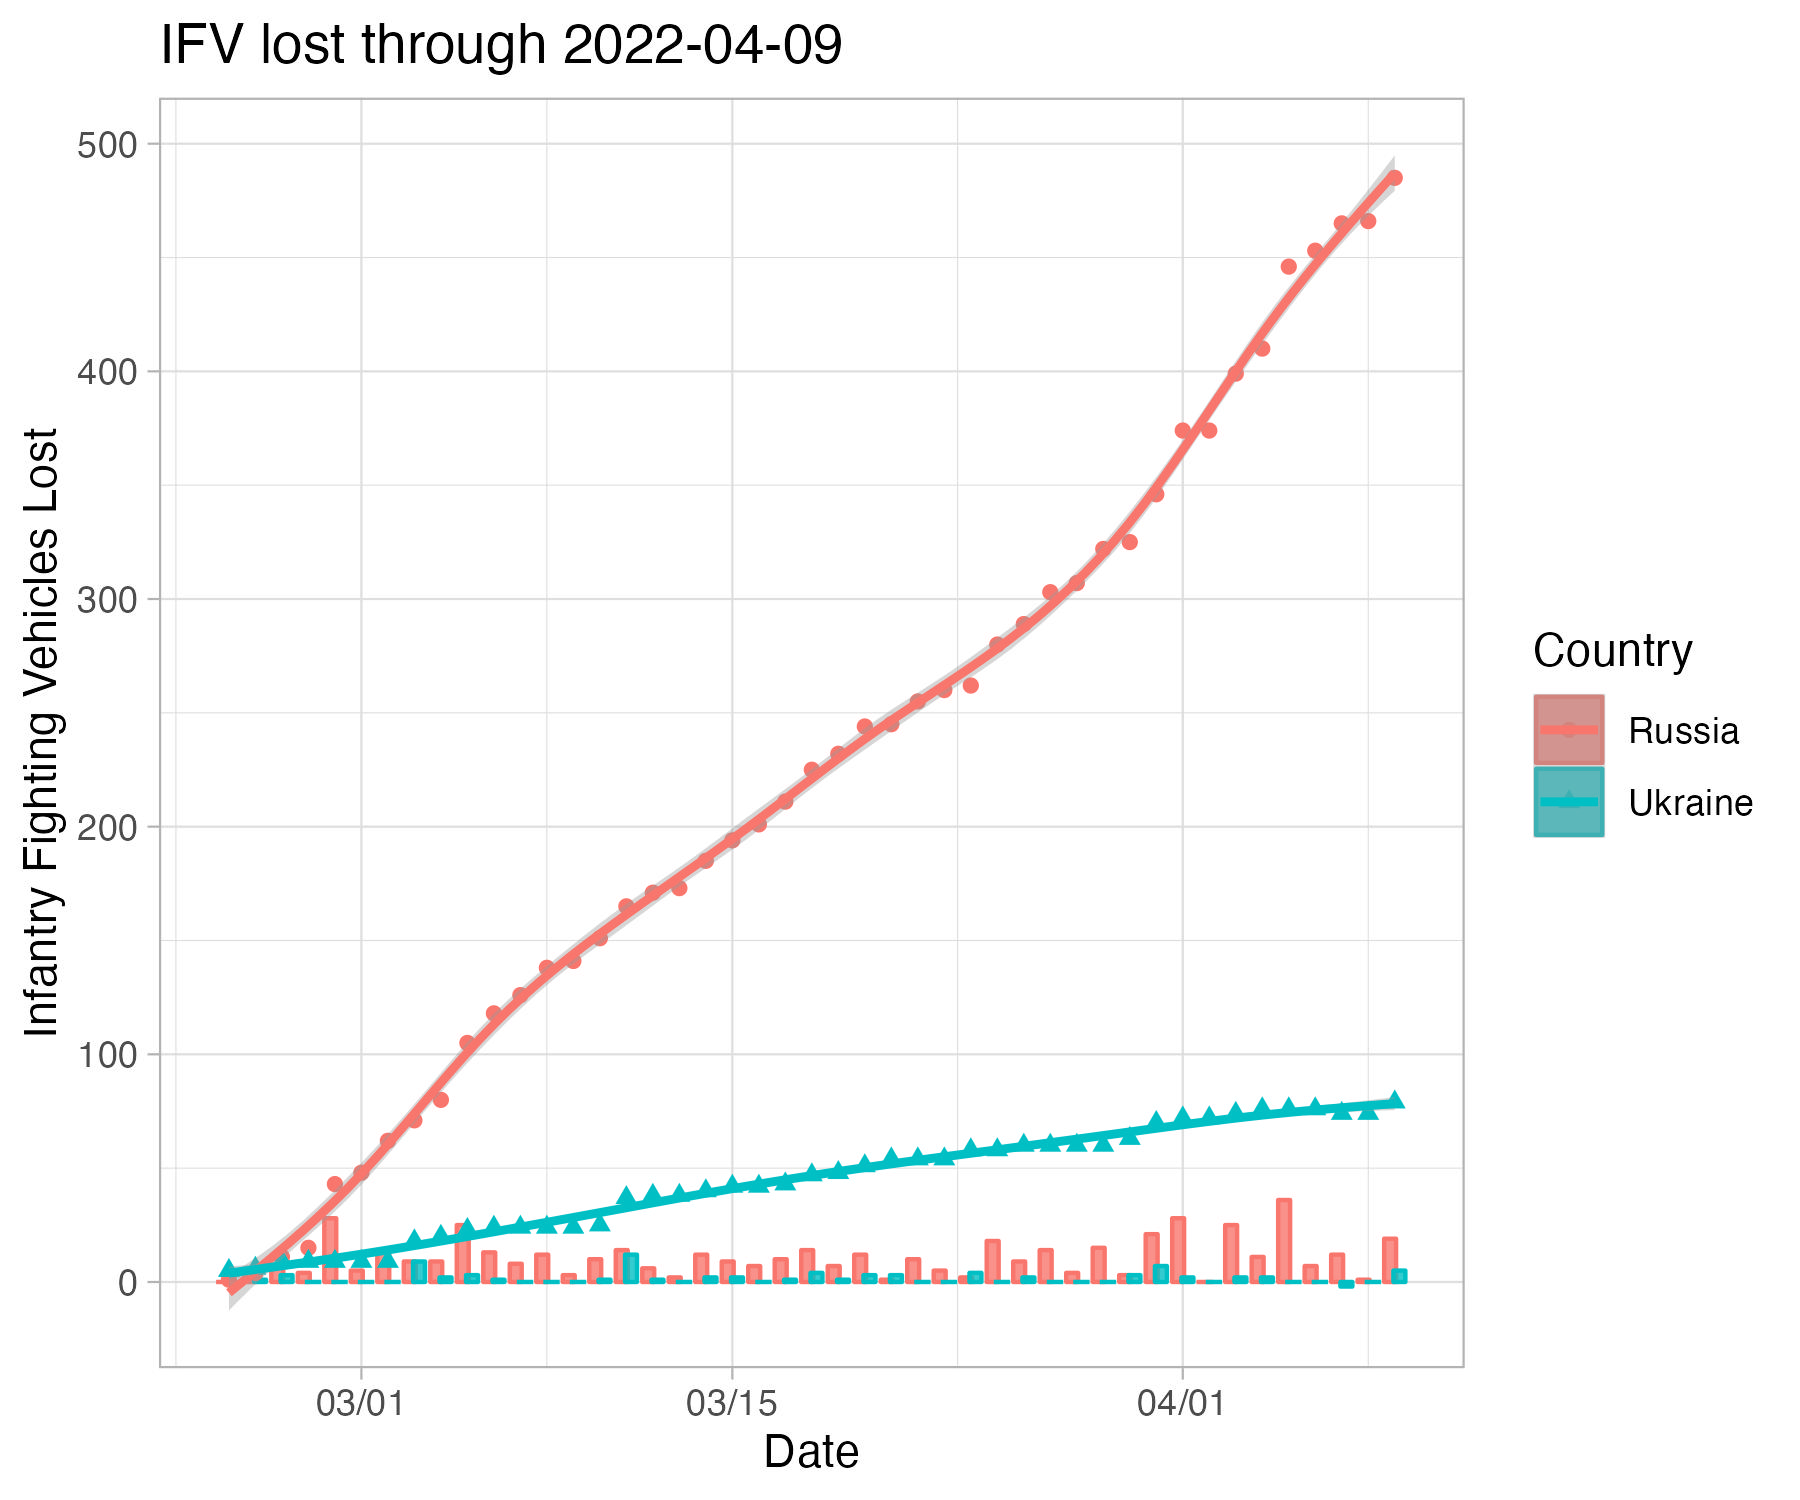 IFV lost through 2022-04-09
Infantry Fighting Vehicles Lost
500
400
300
200
100
0
03/01
03/15
04/01
Date
Country
Russia
Ukraine